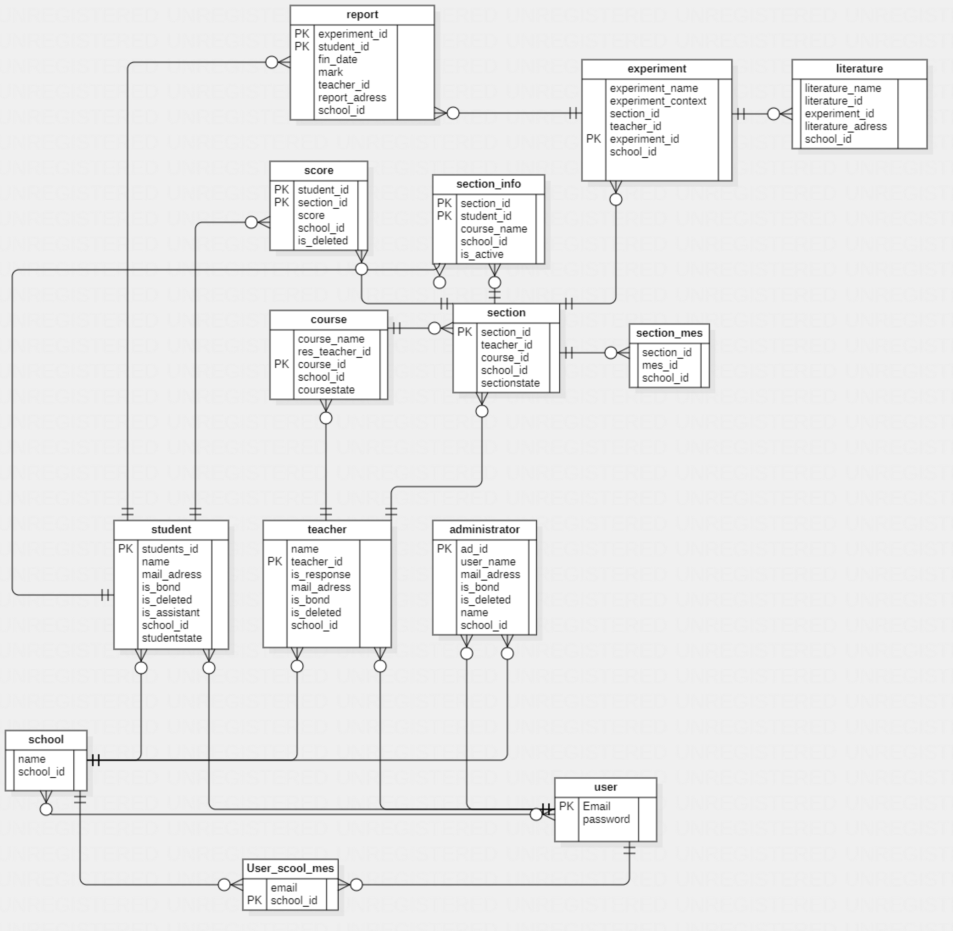 report
PK experiment_id
PK student_id
fin_date
mark
teacher_id
report_adress
school_id
experiment
experiment_name
experiment_context
section_id
teacher_id
PK experiment_id
school_id
literature
literature_name
literature_id
experiment_id
literature_adress
school_id
score
PK student_id
PK section_id
score
school_id
is_deleted
section_info
PK section_id
PK student_id
course_name
school_id
is_active
course
course_name
res_teacher_id
PK course_id
school_id
coursestate
section
PK section_id
teacher_id
course_id
school_id
sectionstate
section_mes
section_id
mes_id
school_id
student
PK students_id
name
mail_adress
is_bond
is_deleted
is_assistant
school_id
studentstate
teacher
name
PK teacher_id
is_response
mail_adress
is_bond
is_deleted
school_id
administrator
PK ad_id
user_name
mail_adress
is_bond
is_deleted
name
school_id
school
name
school_id
user
PK Email
password
User_scool_mes
email
PK school_id